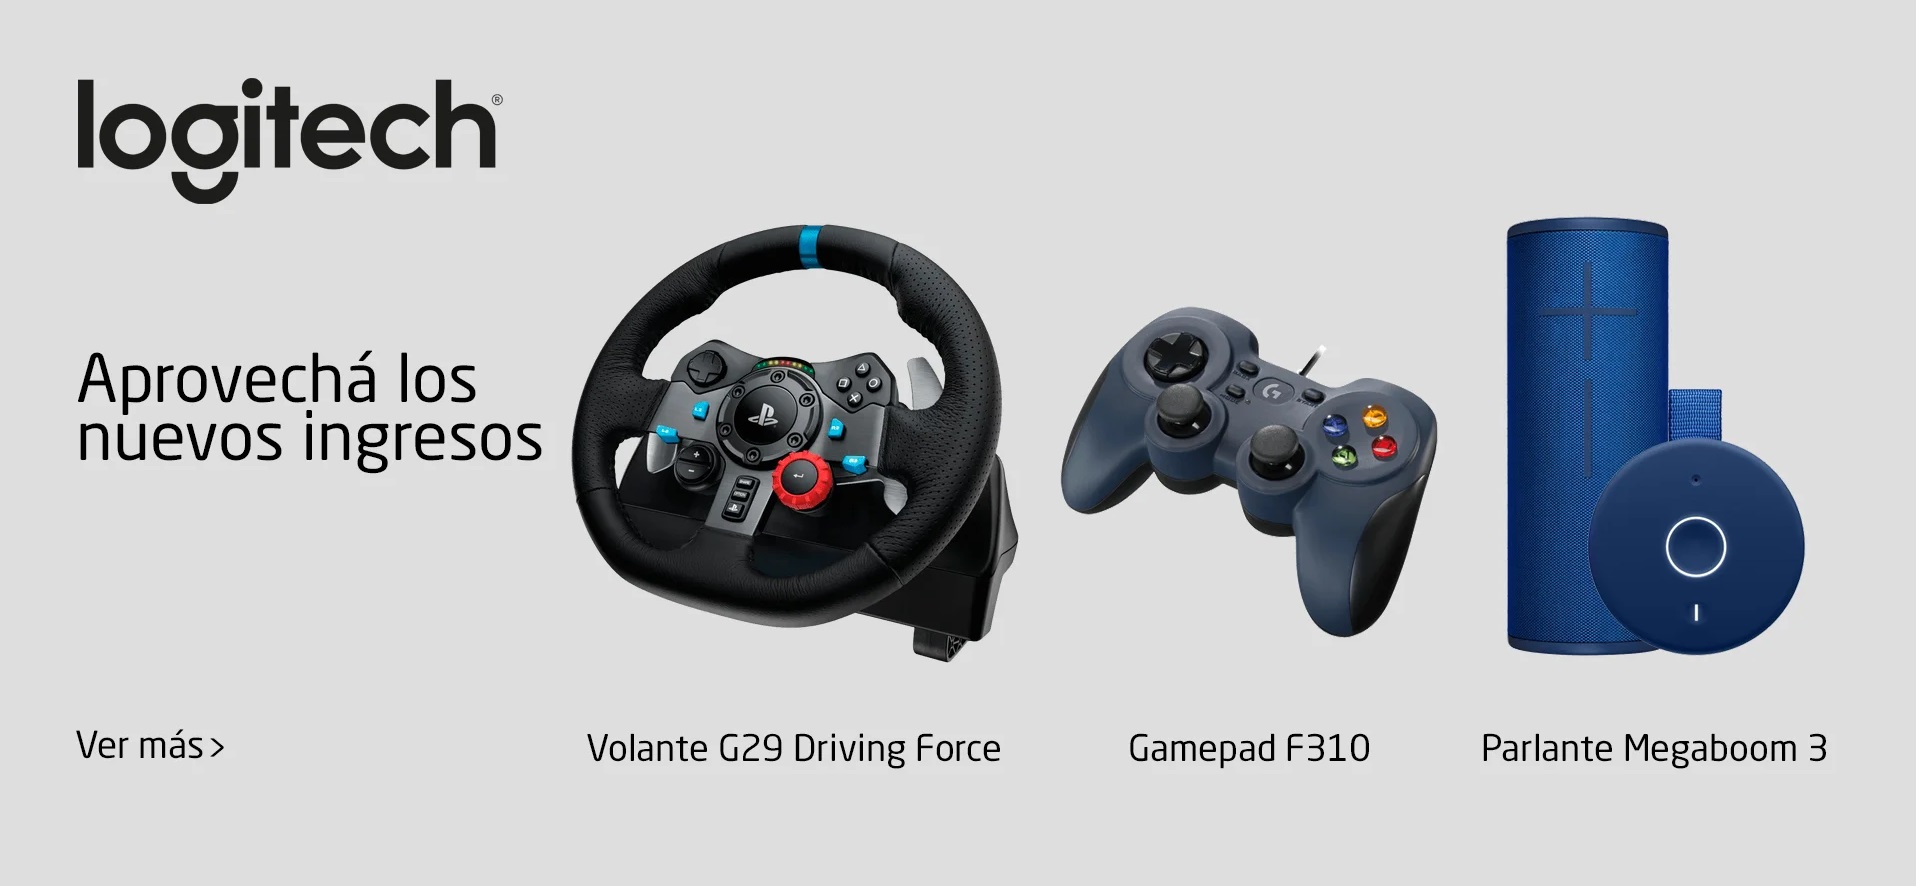 logitech®
Aprovechá los
nuevos ingresos
Ver más >
Volante G29 Driving Force
Gamepad F310
Parlante Megaboom 3